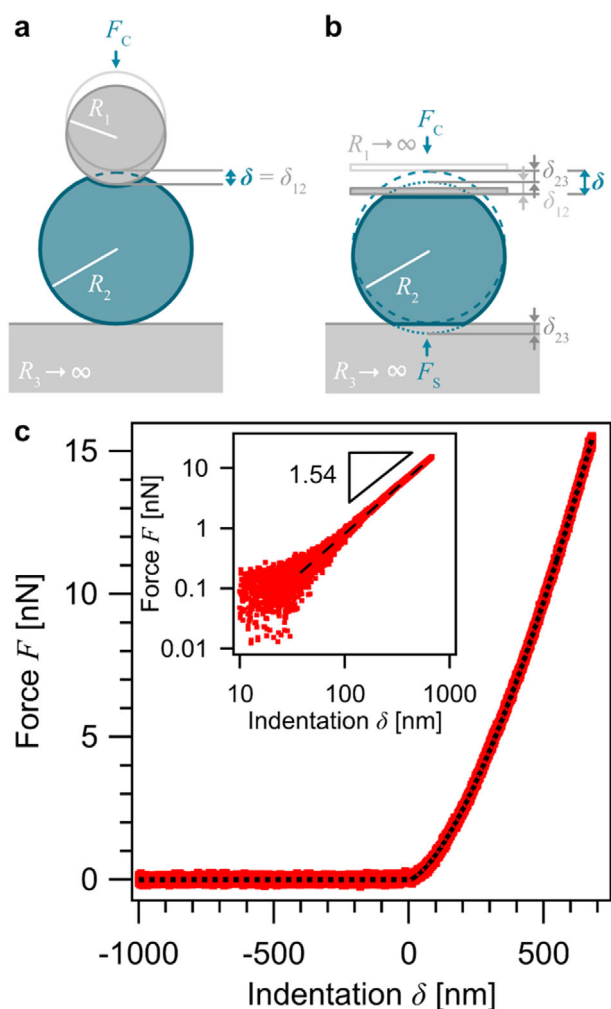 a
F_C
R_1
δ = δ_12
R_2
R_3 → ∞
b
F_C
R_1 → ∞
δ_23
δ
δ_12
R_2
δ_23
F_S
R_3 → ∞
c
15
10
5
0
Force F [nN]
-1000 -500 0 500
Indentation δ [nm]
10
1
0.1
0.01
Force F [nN]
1.54
10 100 1000
Indentation δ [nm]